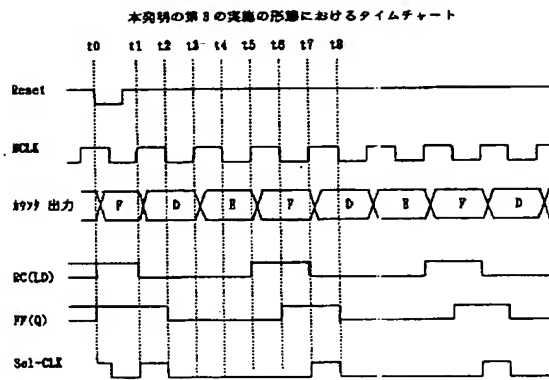 本発明の第3の実施の形態におけるタイムチャート
t0 t1 t2 t3 t4 t5 t6 t7 t8
Reset
MCLK
カウンタ 出力 F D E F D E F D
RC(LD)
FF(Q)
Sel-CLK